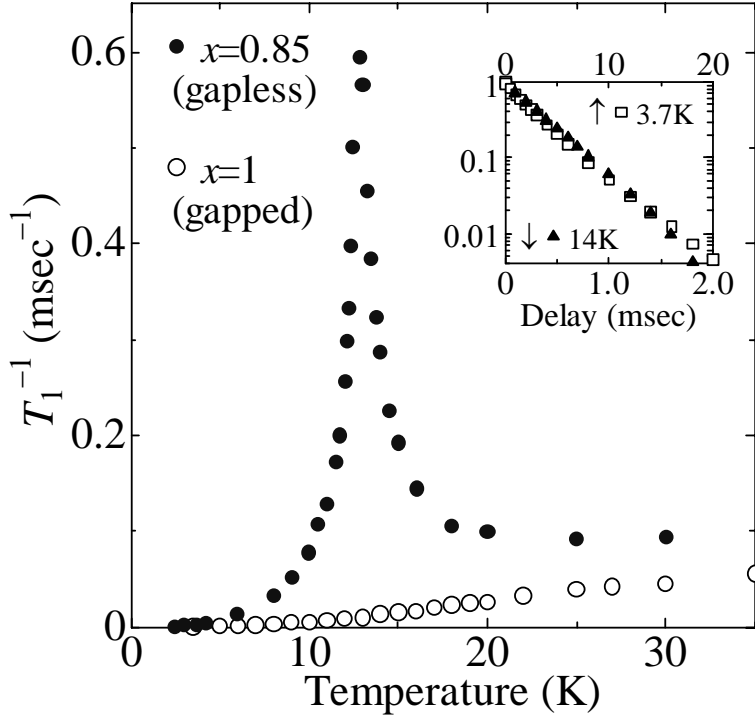 0.6
0.4
0.2
0
T₁⁻¹ (msec⁻¹)
● x=0.85
(gapless)
○ x=1
(gapped)
0 10 20
1
0.1
0.01
↑ □ 3.7K
↓ ▲ 14K
0 1.0 2.0
Delay (msec)
0 10 20 30
Temperature (K)